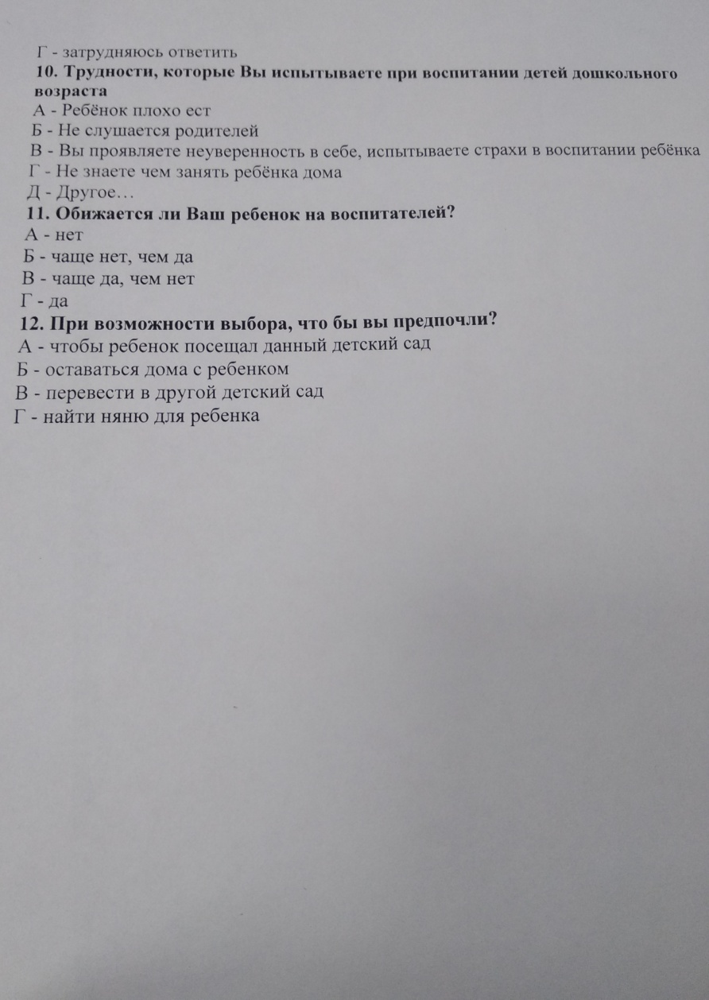 Г - затрудняюсь ответить
10. Трудности, которые Вы испытываете при воспитании детей дошкольного
возраста
А - Ребёнок плохо ест
Б - Не слушается родителей
В - Вы проявляете неуверенность в себе, испытываете страхи в воспитании ребёнка
Г - Не знаете чем занять ребёнка дома
Д - Другое…
11. Обижается ли Ваш ребенок на воспитателей?
А - нет
Б - чаще нет, чем да
В - чаще да, чем нет
Г - да
12. При возможности выбора, что бы вы предпочли?
А - чтобы ребенок посещал данный детский сад
Б - оставаться дома с ребенком
В - перевести в другой детский сад
Г - найти няню для ребенка